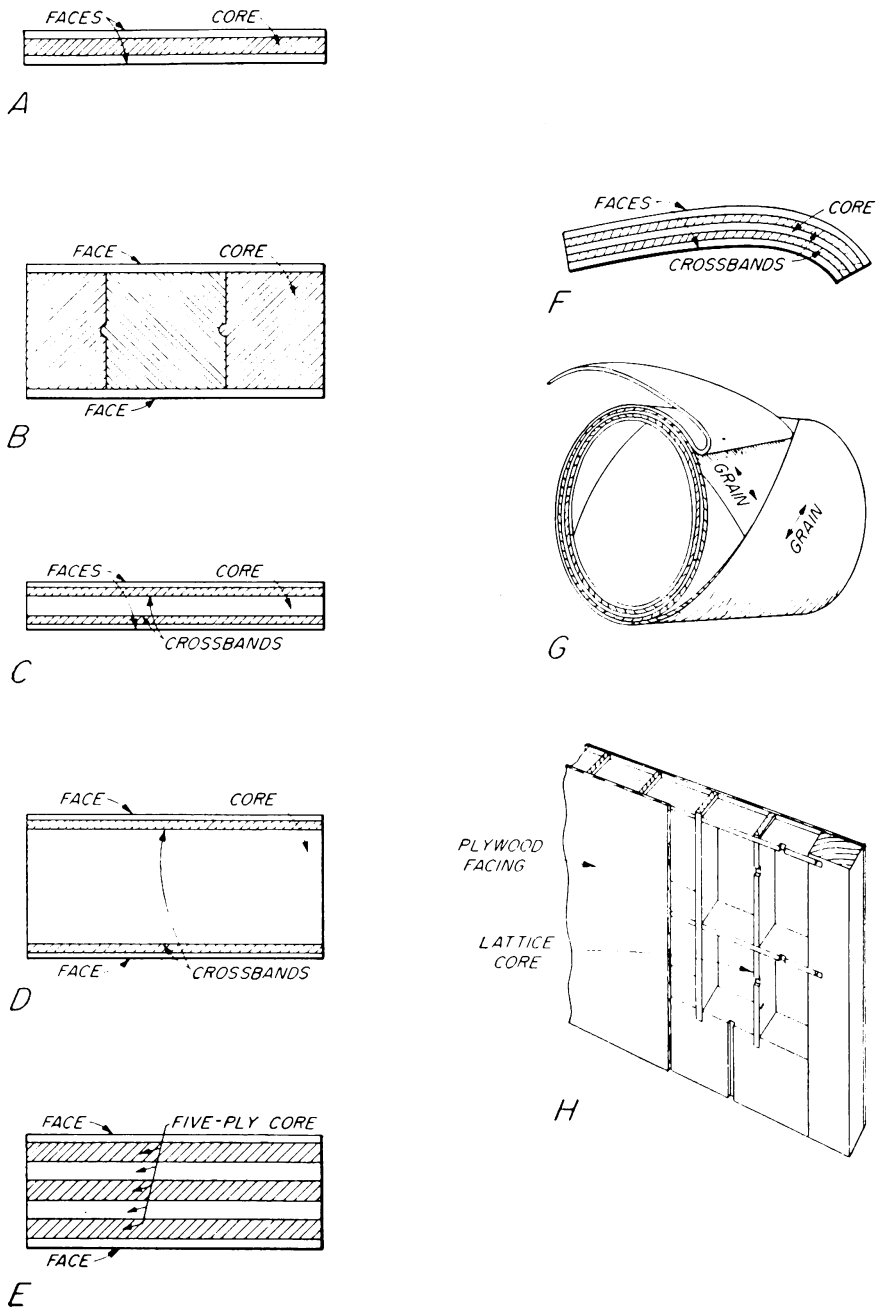 FACES
CORE
A
FACE
CORE
FACE
B
FACES
CORE
CROSSBANDS
C
FACE
CORE
FACE
CROSSBANDS
D
FACE
FIVE-PLY CORE
FACE
E
FACES
CORE
CROSSBANDS
F
GRAIN
GRAIN
G
PLYWOOD
FACING
LATTICE
CORE
H